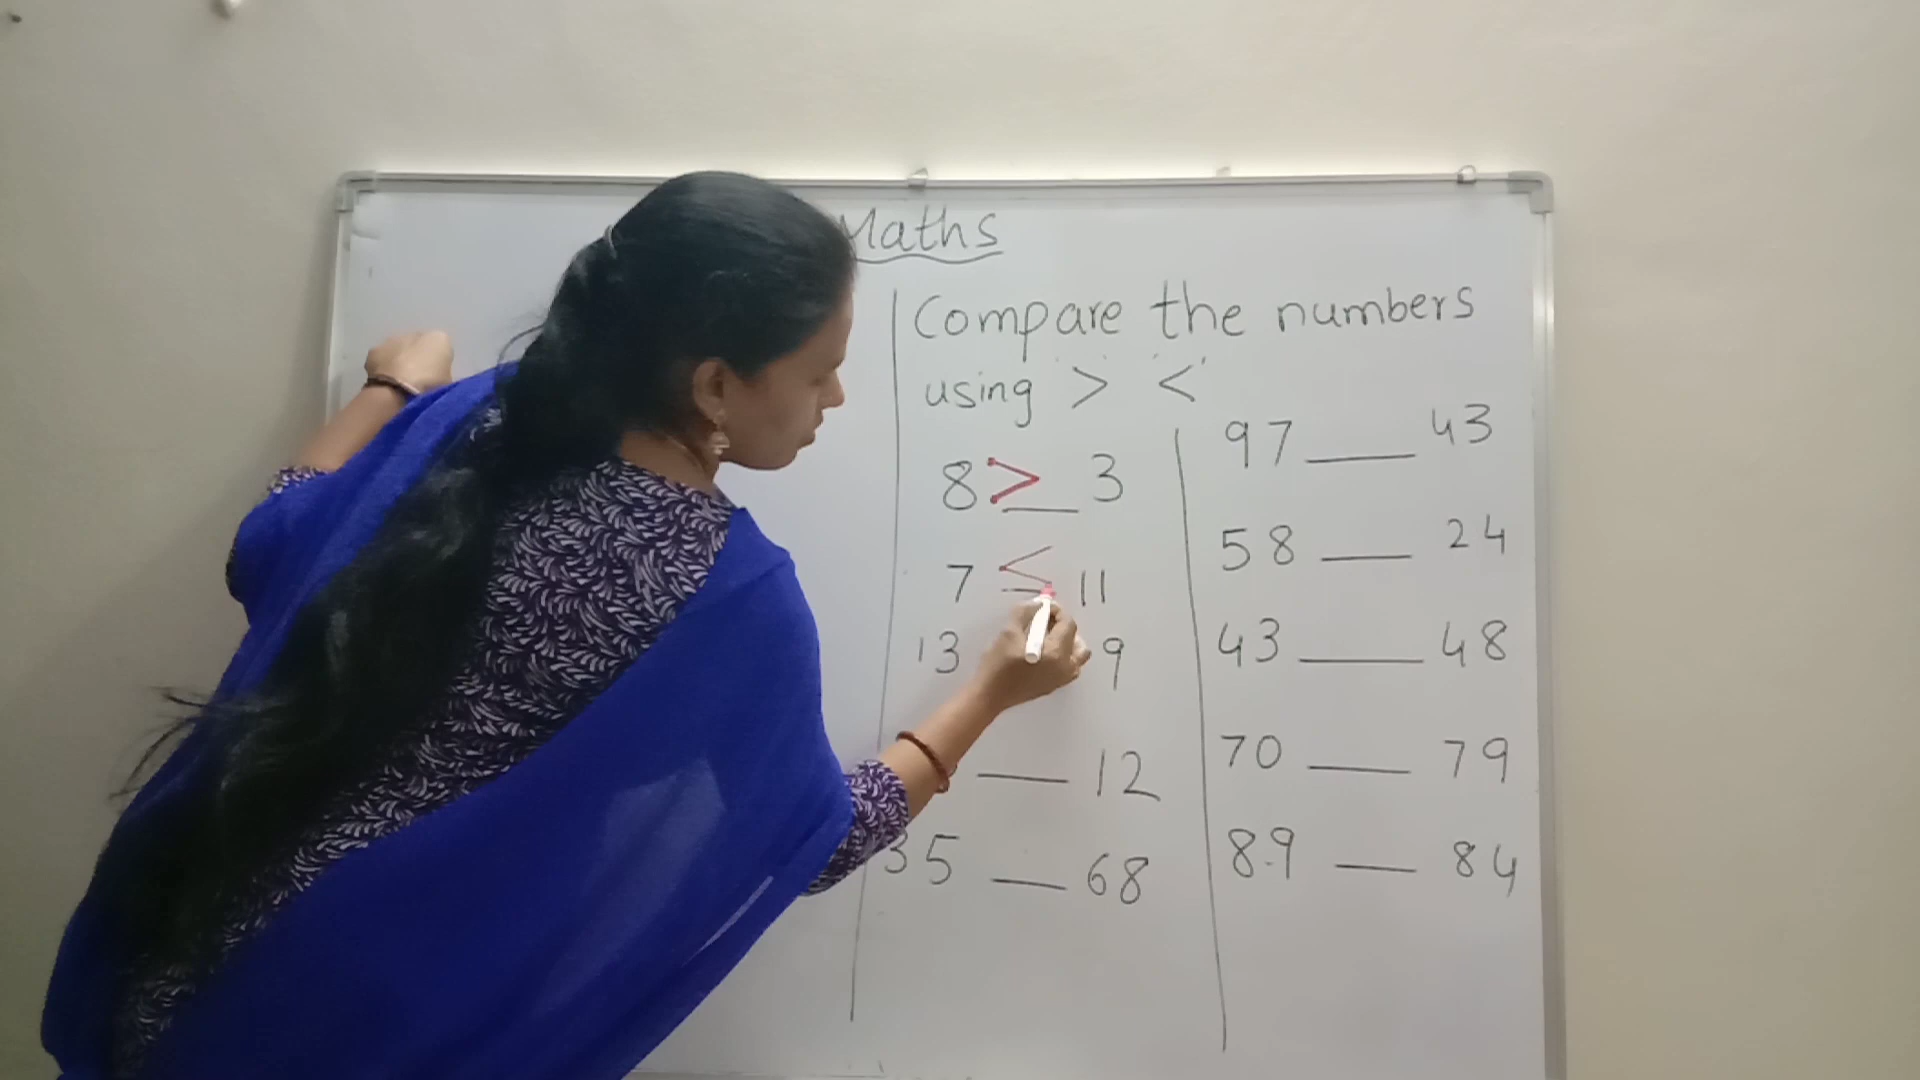 Maths
Compare the numbers
using > <
8 > 3
7 < 11
13 9
___ 12
35 ___ 68
97 ___ 43
58 ___ 24
43 ___ 48
70 ___ 79
89 ___ 84